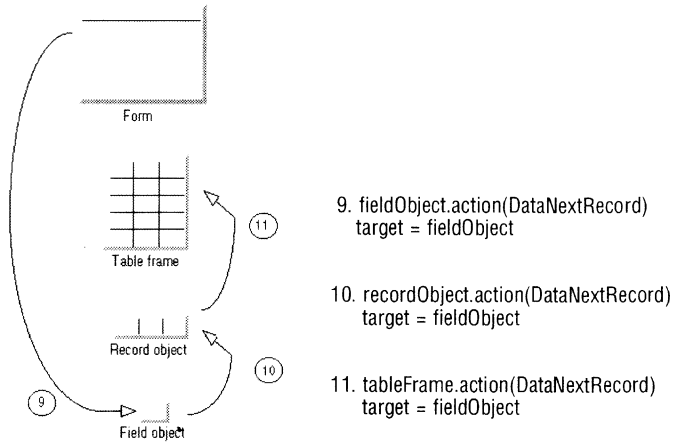 Form
Table frame
Record object
Field object
9
10
11
9. fieldObject.action(DataNextRecord)
target = fieldObject
10. recordObject.action(DataNextRecord)
target = fieldObject
11. tableFrame.action(DataNextRecord)
target = fieldObject